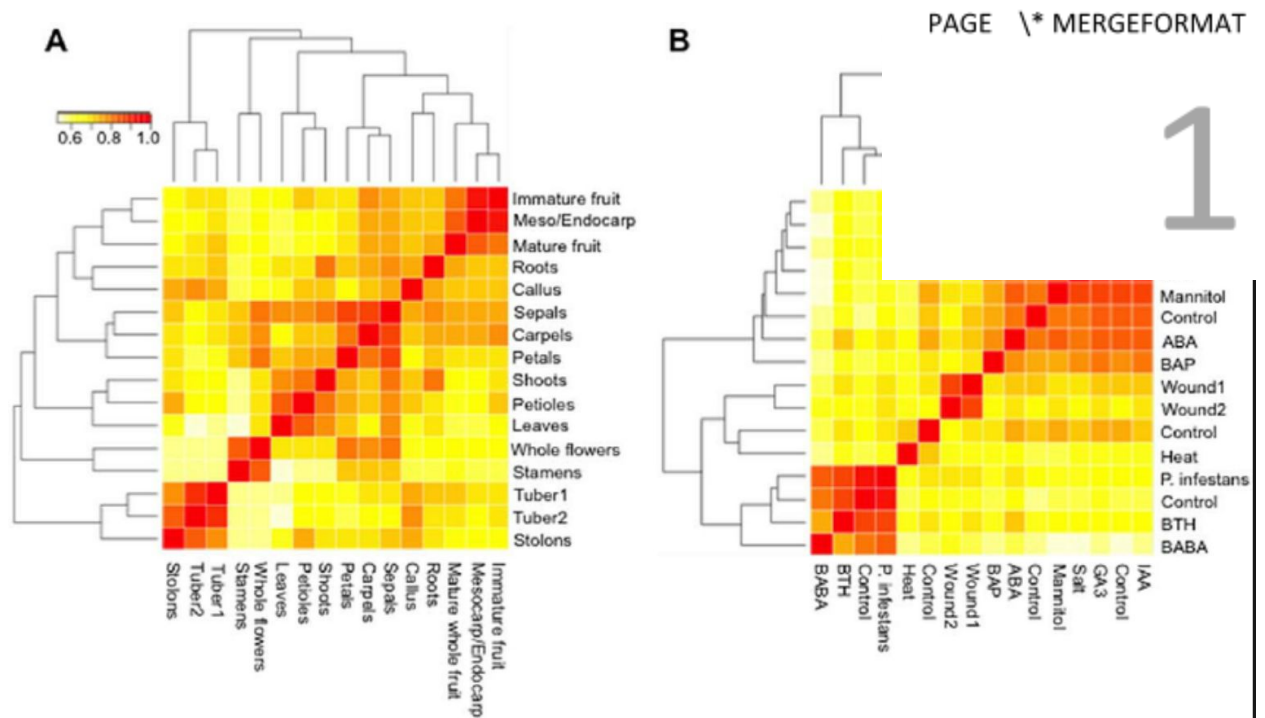 PAGE \* MERGEFORMAT
1
A
0.6 0.8 1.0
Immature fruit
Meso/Endocarp
Mature fruit
Roots
Callus
Sepals
Carpels
Petals
Shoots
Petioles
Leaves
Whole flowers
Stamens
Tuber1
Tuber2
Stolons
Stolons
Tuber2
Tuber1
Stamens
Whole flowers
Leaves
Petioles
Shoots
Petals
Carpels
Sepals
Callus
Roots
Mature whole fruit
Mesocarp/Endocarp
Immature fruit
B
Mannitol
Control
ABA
BAP
Wound1
Wound2
Control
Heat
P. infestans
Control
BTH
BABA
BABA
BTH
Control
P. infestans
Heat
Control
Wound2
Wound1
BAP
ABA
Control
Mannitol
Salt
GA3
Control
IAA